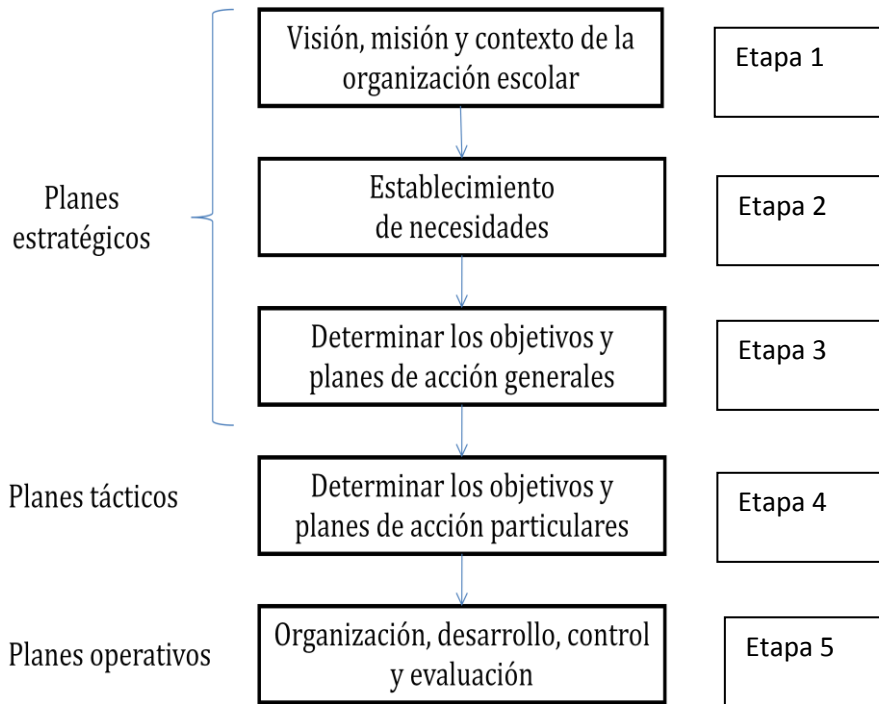 Visión, misión y contexto de la
organización escolar
Etapa 1
Establecimiento
de necesidades
Etapa 2
Planes
estratégicos
Determinar los objetivos y
planes de acción generales
Etapa 3
Planes tácticos
Determinar los objetivos y
planes de acción particulares
Etapa 4
Planes operativos
Organización, desarrollo, control
y evaluación
Etapa 5